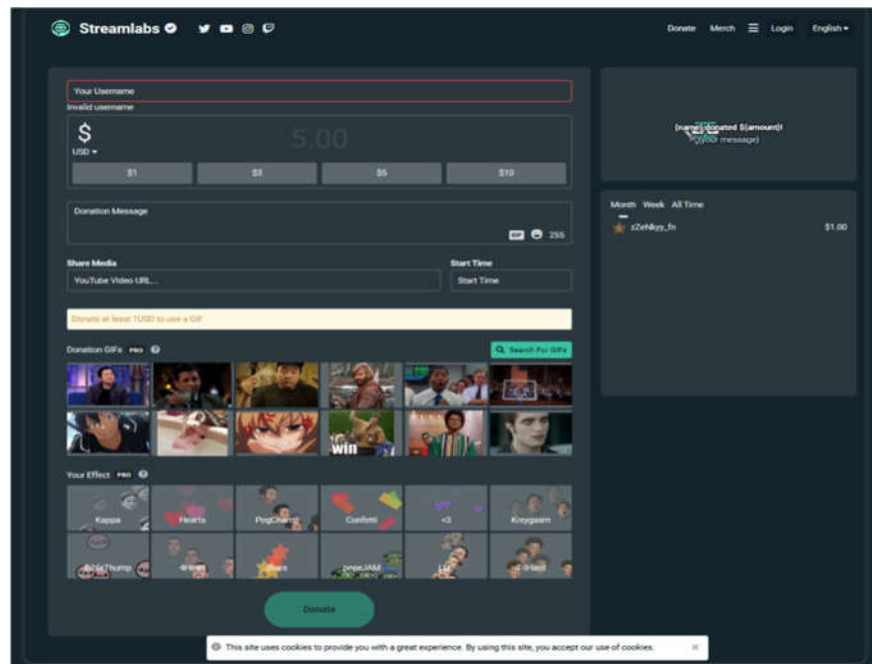 Streamlabs
Donate Merch Login English
Your Username
Invalid username
$
5.00
USD
$1 $3 $5 $10
Donation Message
GIF 255
Share Media Start Time
YouTube Video URL... Start Time
Donate at least 1USD to use a GIF
Donation GIFs PRO ? Search For GIFs
win
Your Effect PRO ?
Kappa Hearts PogChamp Confetti <3 Kreygasm
Stars pepeJAM LUL
Donate
{name} donated ${amount}!
(your message)
Month Week All Time
zZeNkyy_fn $1.00
This site uses cookies to provide you with a great experience. By using this site, you accept our use of cookies. ×